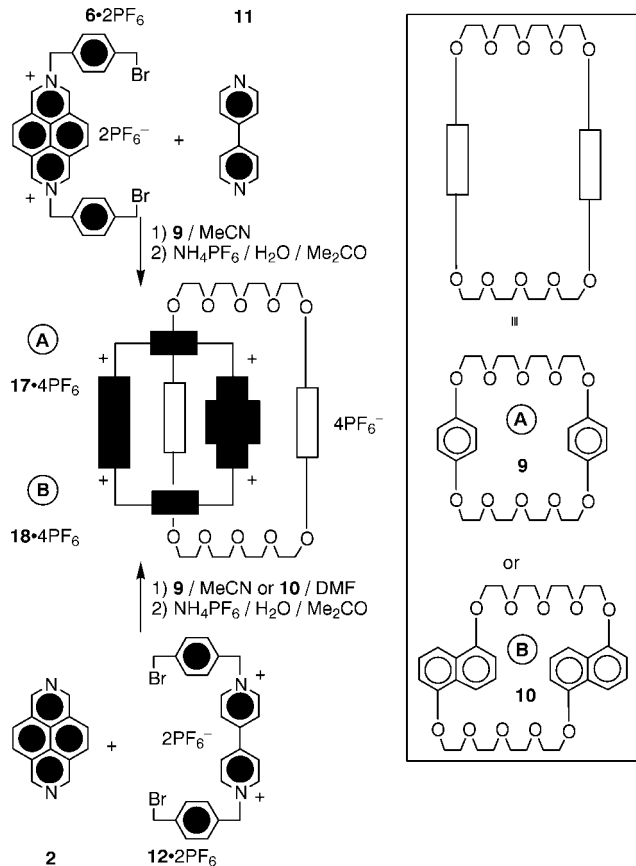 6•2PF6 11
+ N Br N
2PF6− +
+ N Br N
1) 9 / MeCN
2) NH4PF6 / H2O / Me2CO
O O O O O
A + +
17•4PF6 4PF6−
B + +
18•4PF6
O O O O O
1) 9 / MeCN or 10 / DMF
2) NH4PF6 / H2O / Me2CO
N Br N +
+ 2PF6−
N Br N +
2 12•2PF6
O O O O O
O O O O O
≡
O O O O O
A
9
O O O O O
or
O O O O O
B
10
O O O O O